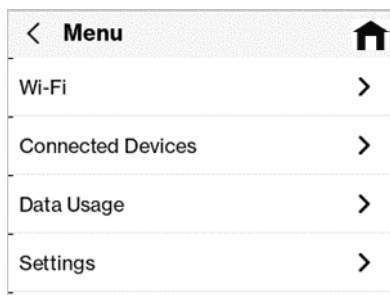 Menu
Wi-Fi
Connected Devices
Data Usage
Settings